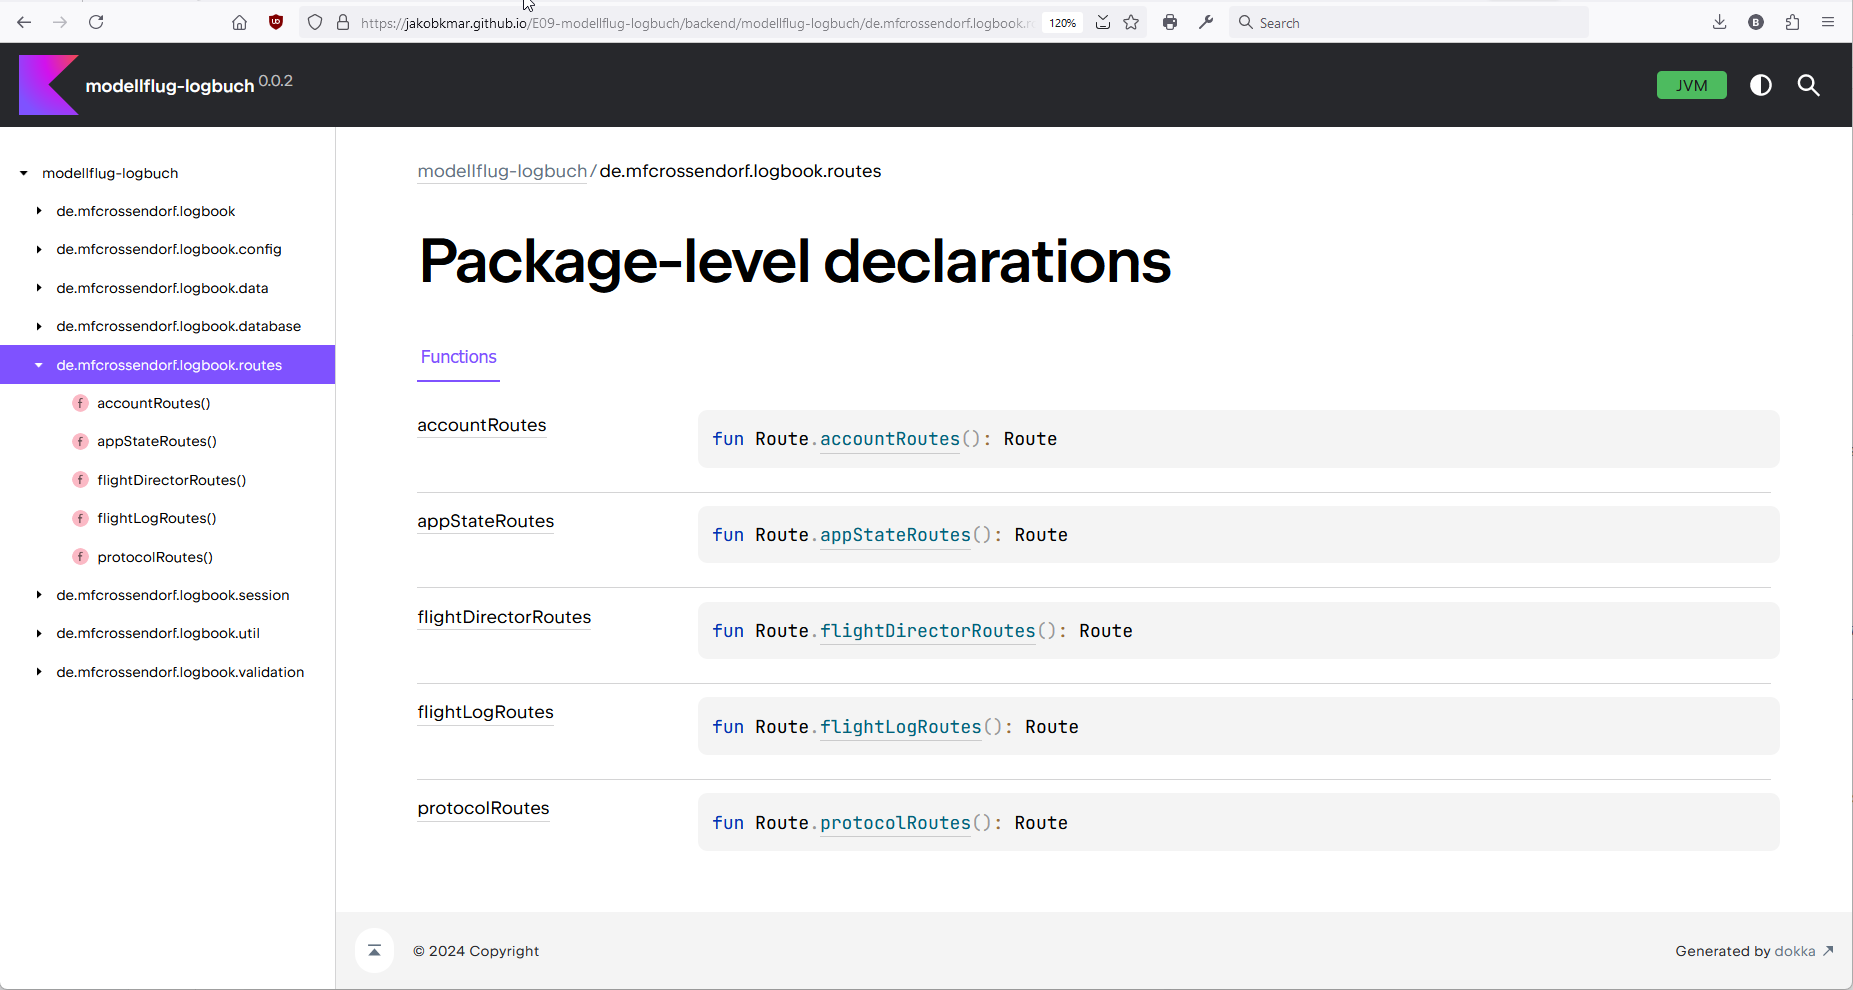 https://jakobkmar.github.io/E09-modellflug-logbuch/backend/modellflug-logbuch/de.mfcrossendorf.logbook.r
120%
Search
modellflug-logbuch 0.0.2
JVM
modellflug-logbuch
de.mfcrossendorf.logbook
de.mfcrossendorf.logbook.config
de.mfcrossendorf.logbook.data
de.mfcrossendorf.logbook.database
de.mfcrossendorf.logbook.routes
f accountRoutes()
f appStateRoutes()
f flightDirectorRoutes()
f flightLogRoutes()
f protocolRoutes()
de.mfcrossendorf.logbook.session
de.mfcrossendorf.logbook.util
de.mfcrossendorf.logbook.validation
modellflug-logbuch/de.mfcrossendorf.logbook.routes
Package-level declarations
Functions
accountRoutes
fun Route.accountRoutes(): Route
appStateRoutes
fun Route.appStateRoutes(): Route
flightDirectorRoutes
fun Route.flightDirectorRoutes(): Route
flightLogRoutes
fun Route.flightLogRoutes(): Route
protocolRoutes
fun Route.protocolRoutes(): Route
© 2024 Copyright
Generated by dokka